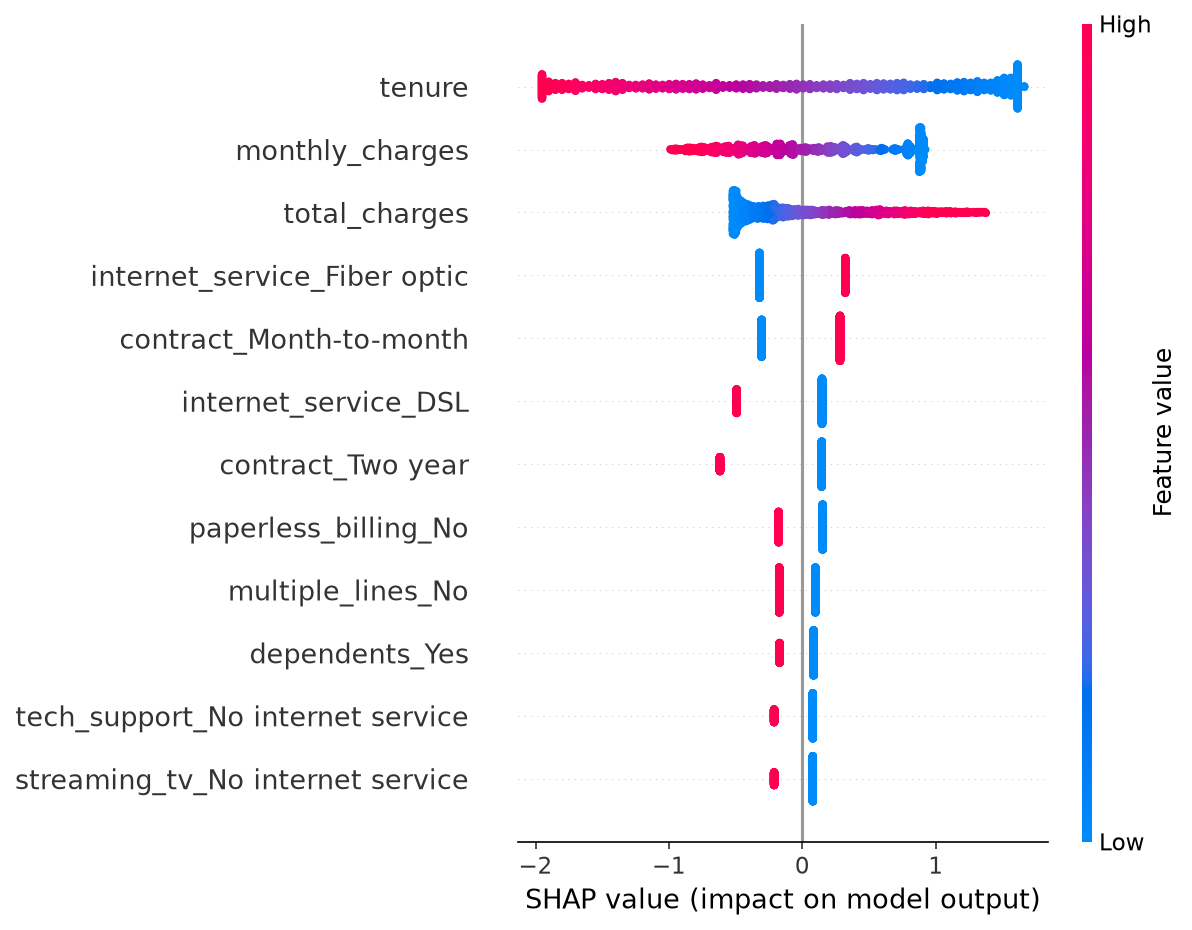 High
tenure
monthly_charges
total_charges
internet_service_Fiber optic
contract_Month-to-month
internet_service_DSL
contract_Two year
paperless_billing_No
multiple_lines_No
dependents_Yes
tech_support_No internet service
streaming_tv_No internet service
Feature value
Low
−2 −1 0 1
SHAP value (impact on model output)